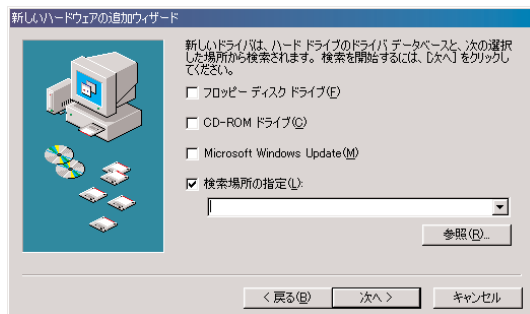 新しいハードウェアの追加ウィザード
新しいドライバは、ハード ドライブのドライバ データベースと、次の選択
した場所から検索されます。検索を開始するには、[次へ] をクリックし
てください。
フロッピー ディスク ドライブ(F)
CD-ROM ドライブ(C)
Microsoft Windows Update(M)
検索場所の指定(L):
参照(R)...
< 戻る(B)
次へ >
キャンセル